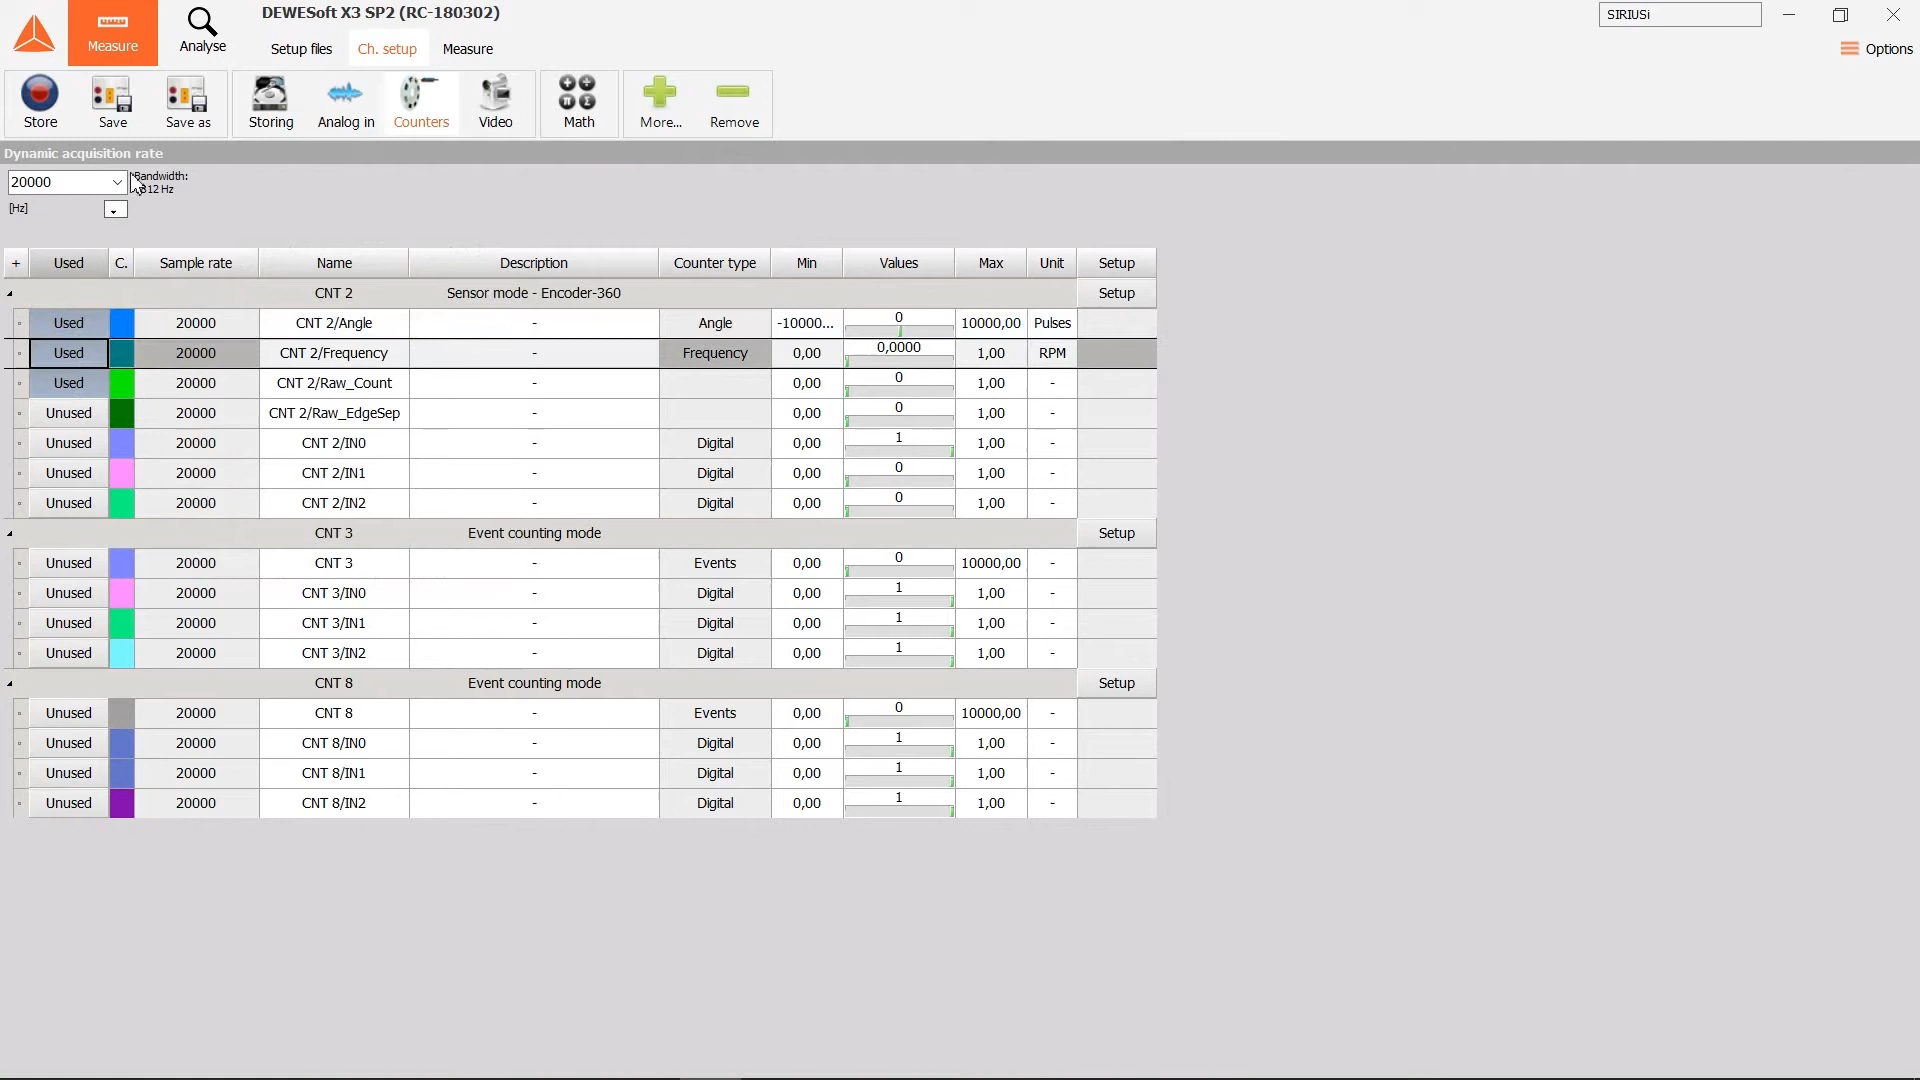 DEWESoft X3 SP2 (RC-180302)
SIRIUSi
Measure
Analyse
Setup files
Ch. setup
Measure
Options
Store
Save
Save as
Storing
Analog in
Counters
Video
Math
More...
Remove
Dynamic acquisition rate
20000
Bandwidth:
Hz
[Hz]
+ Used C. Sample rate Name Description Counter type Min Values Max Unit Setup
CNT 2 Sensor mode - Encoder-360 Setup
Used 20000 CNT 2/Angle - Angle -10000... 0 10000,00 Pulses
Used 20000 CNT 2/Frequency - Frequency 0,00 0,0000 1,00 RPM
Used 20000 CNT 2/Raw_Count - 0,00 0 1,00 -
Unused 20000 CNT 2/Raw_EdgeSep - 0,00 0 1,00 -
Unused 20000 CNT 2/IN0 - Digital 0,00 1 1,00 -
Unused 20000 CNT 2/IN1 - Digital 0,00 0 1,00 -
Unused 20000 CNT 2/IN2 - Digital 0,00 0 1,00 -
CNT 3 Event counting mode Setup
Unused 20000 CNT 3 - Events 0,00 0 10000,00 -
Unused 20000 CNT 3/IN0 - Digital 0,00 1 1,00 -
Unused 20000 CNT 3/IN1 - Digital 0,00 1 1,00 -
Unused 20000 CNT 3/IN2 - Digital 0,00 1 1,00 -
CNT 8 Event counting mode Setup
Unused 20000 CNT 8 - Events 0,00 0 10000,00 -
Unused 20000 CNT 8/IN0 - Digital 0,00 1 1,00 -
Unused 20000 CNT 8/IN1 - Digital 0,00 1 1,00 -
Unused 20000 CNT 8/IN2 - Digital 0,00 1 1,00 -